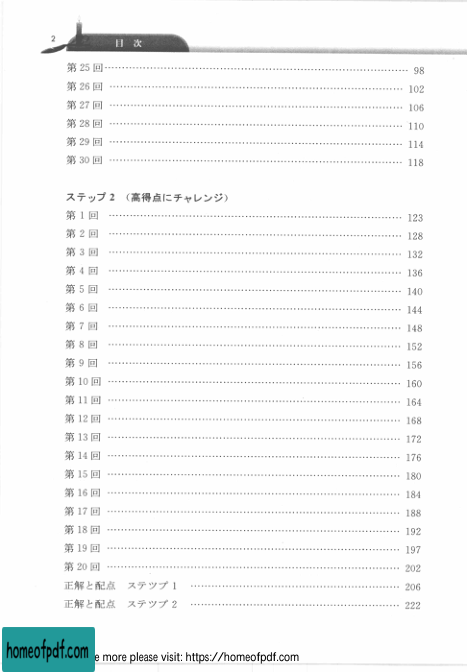 2
目 次
第 25 回 …… 98
第 26 回 …… 102
第 27 回 …… 106
第 28 回 …… 110
第 29 回 …… 114
第 30 回 …… 118
ステップ 2 (高得点にチャレンジ)
第 1 回 …… 123
第 2 回 …… 128
第 3 回 …… 132
第 4 回 …… 136
第 5 回 …… 140
第 6 回 …… 144
第 7 回 …… 148
第 8 回 …… 152
第 9 回 …… 156
第 10 回 …… 160
第 11 回 …… 164
第 12 回 …… 168
第 13 回 …… 172
第 14 回 …… 176
第 15 回 …… 180
第 16 回 …… 184
第 17 回 …… 188
第 18 回 …… 192
第 19 回 …… 197
第 20 回 …… 202
正解と配点 ステツプ 1 …… 206
正解と配点 ステツプ 2 …… 222
homeofpdf.com
e more please visit: https://homeofpdf.com